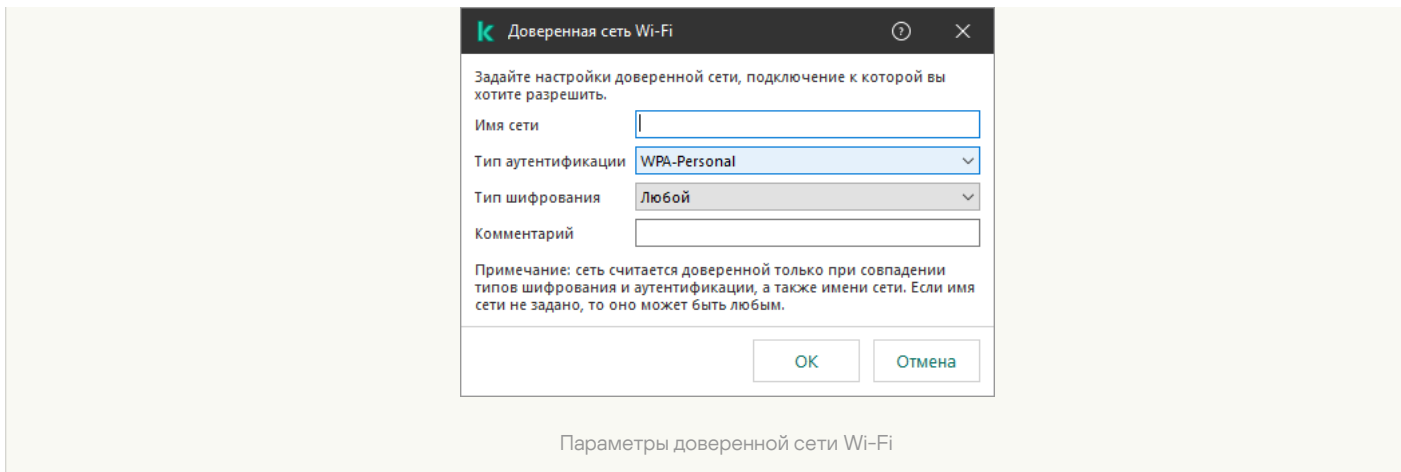 Доверенная сеть Wi-Fi
Задайте настройки доверенной сети, подключение к которой вы
хотите разрешить.
Имя сети
Тип аутентификации WPA-Personal
Тип шифрования Любой
Комментарий
Примечание: сеть считается доверенной только при совпадении
типов шифрования и аутентификации, а также имени сети. Если имя
сети не задано, то оно может быть любым.
ОК Отмена
Параметры доверенной сети Wi-Fi